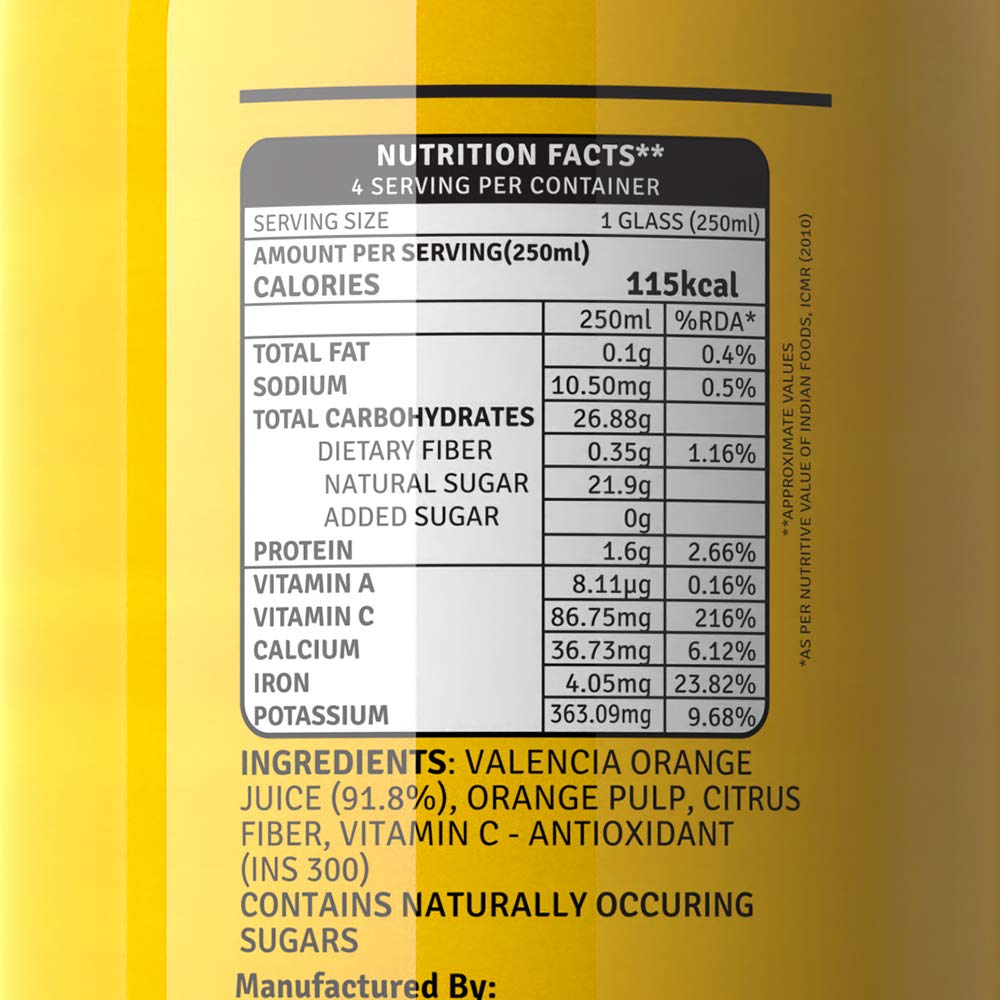 NUTRITION FACTS**
4 SERVING PER CONTAINER
SERVING SIZE 1 GLASS (250ml)
AMOUNT PER SERVING(250ml)
CALORIES 115kcal
250ml %RDA*
TOTAL FAT 0.1g 0.4%
SODIUM 10.50mg 0.5%
TOTAL CARBOHYDRATES 26.88g
DIETARY FIBER 0.35g 1.16%
NATURAL SUGAR 21.9g
ADDED SUGAR 0g
PROTEIN 1.6g 2.66%
VITAMIN A 8.11µg 0.16%
VITAMIN C 86.75mg 216%
CALCIUM 36.73mg 6.12%
IRON 4.05mg 23.82%
POTASSIUM 363.09mg 9.68%
**APPROXIMATE VALUES
*AS PER NUTRITIVE VALUE OF INDIAN FOODS, ICMR (2010)
INGREDIENTS: VALENCIA ORANGE
JUICE (91.8%), ORANGE PULP, CITRUS
FIBER, VITAMIN C - ANTIOXIDANT
(INS 300)
CONTAINS NATURALLY OCCURING
SUGARS
Manufactured By: